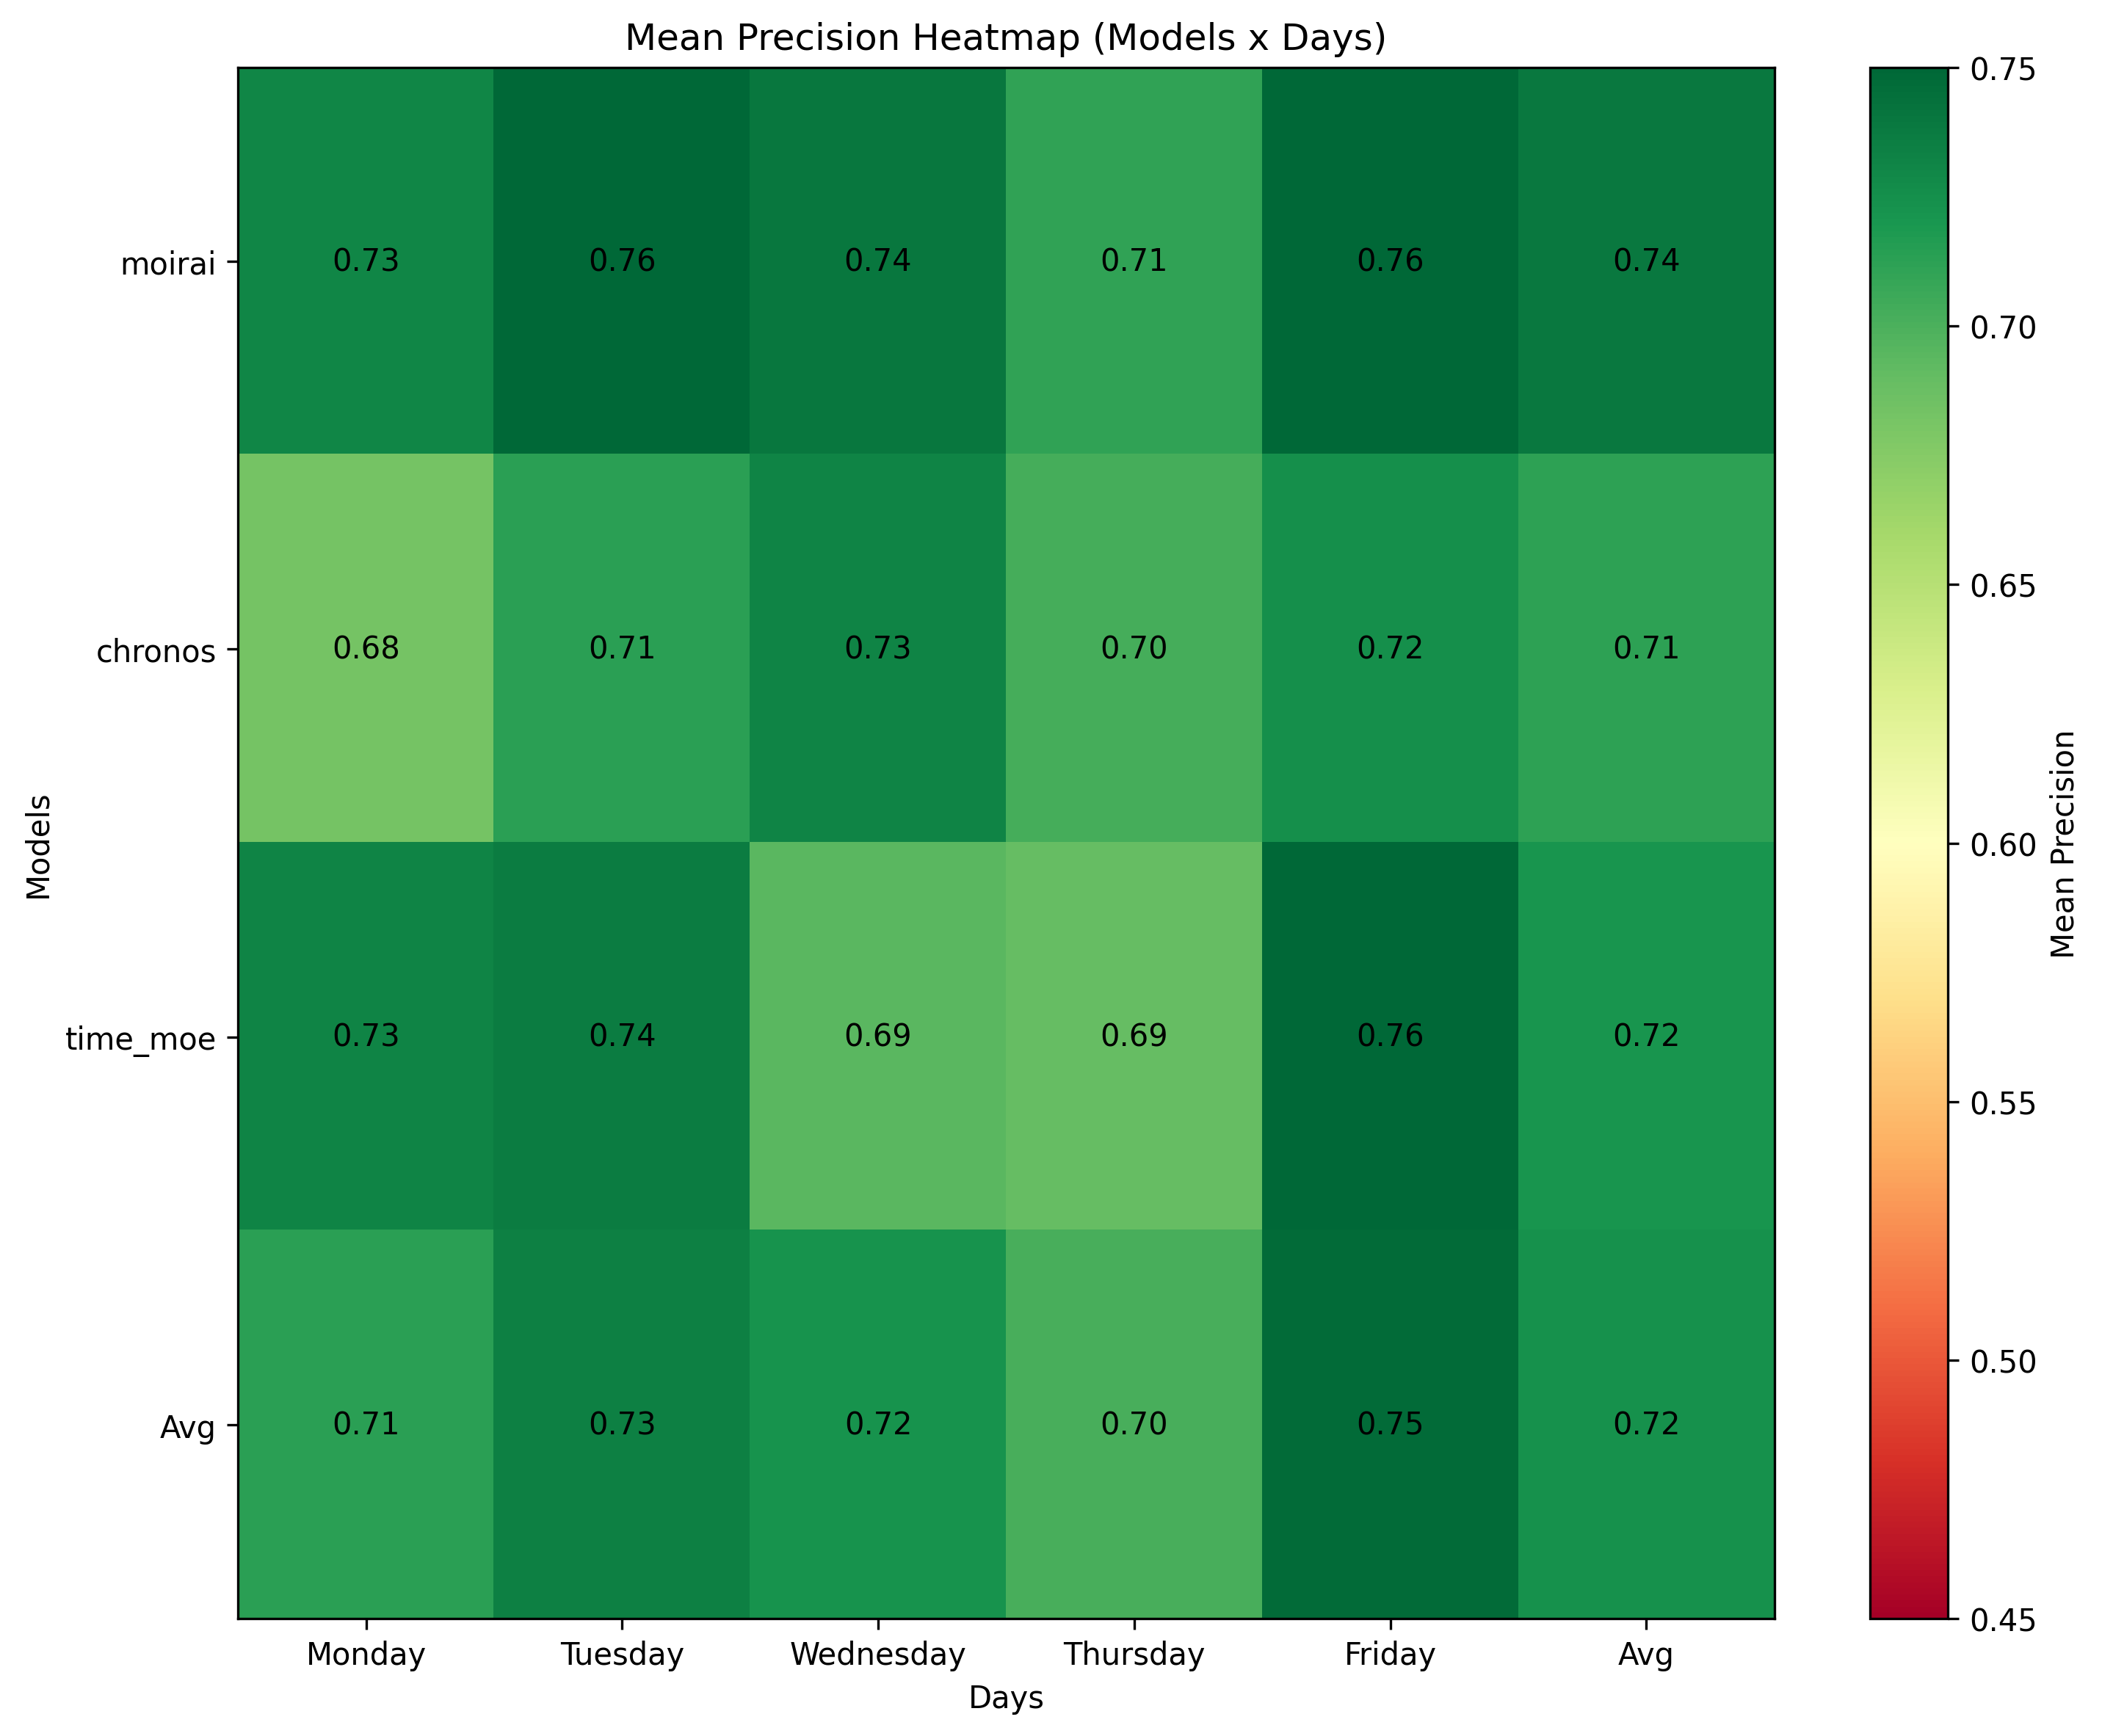 Mean Precision Heatmap (Models x Days)
moirai 0.73 0.76 0.74 0.71 0.76 0.74
chronos 0.68 0.71 0.73 0.70 0.72 0.71
time_moe 0.73 0.74 0.69 0.69 0.76 0.72
Avg 0.71 0.73 0.72 0.70 0.75 0.72
Monday Tuesday Wednesday Thursday Friday Avg
Days
Models
0.75
0.70
0.65
0.60
0.55
0.50
0.45
Mean Precision